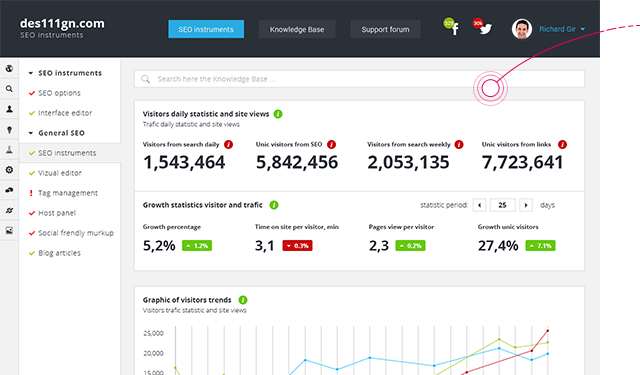 des111gn.com
SEO instruments
SEO instruments
Knowledge Base
Support forum
30k
Richard Gir
SEO instruments
SEO options
Interface editor
General SEO
SEO instruments
Vizual editor
Tag management
Host panel
Social frendly murkup
Blog articles
Search here the Knowledge Base ...
Visitors daily statistic and site views
Trafic daily statistic and site views
Visitors from search daily
Unic visitors from SEO
Visitors from search weekly
Unic visitors from links
1,543,464
5,842,456
2,053,135
7,723,641
Growth statistics visitor and trafic
statistic period:
25
days
Growth percentage
Time on site per visitor, min
Pages view per visitor
Growth unic visitors
5,2%
1.2%
3,1
0.3%
2,3
0.2%
27,4%
7.1%
Graphic of visitors trends
Visitors trafic statistic and site views
25,000
20,000
15,000